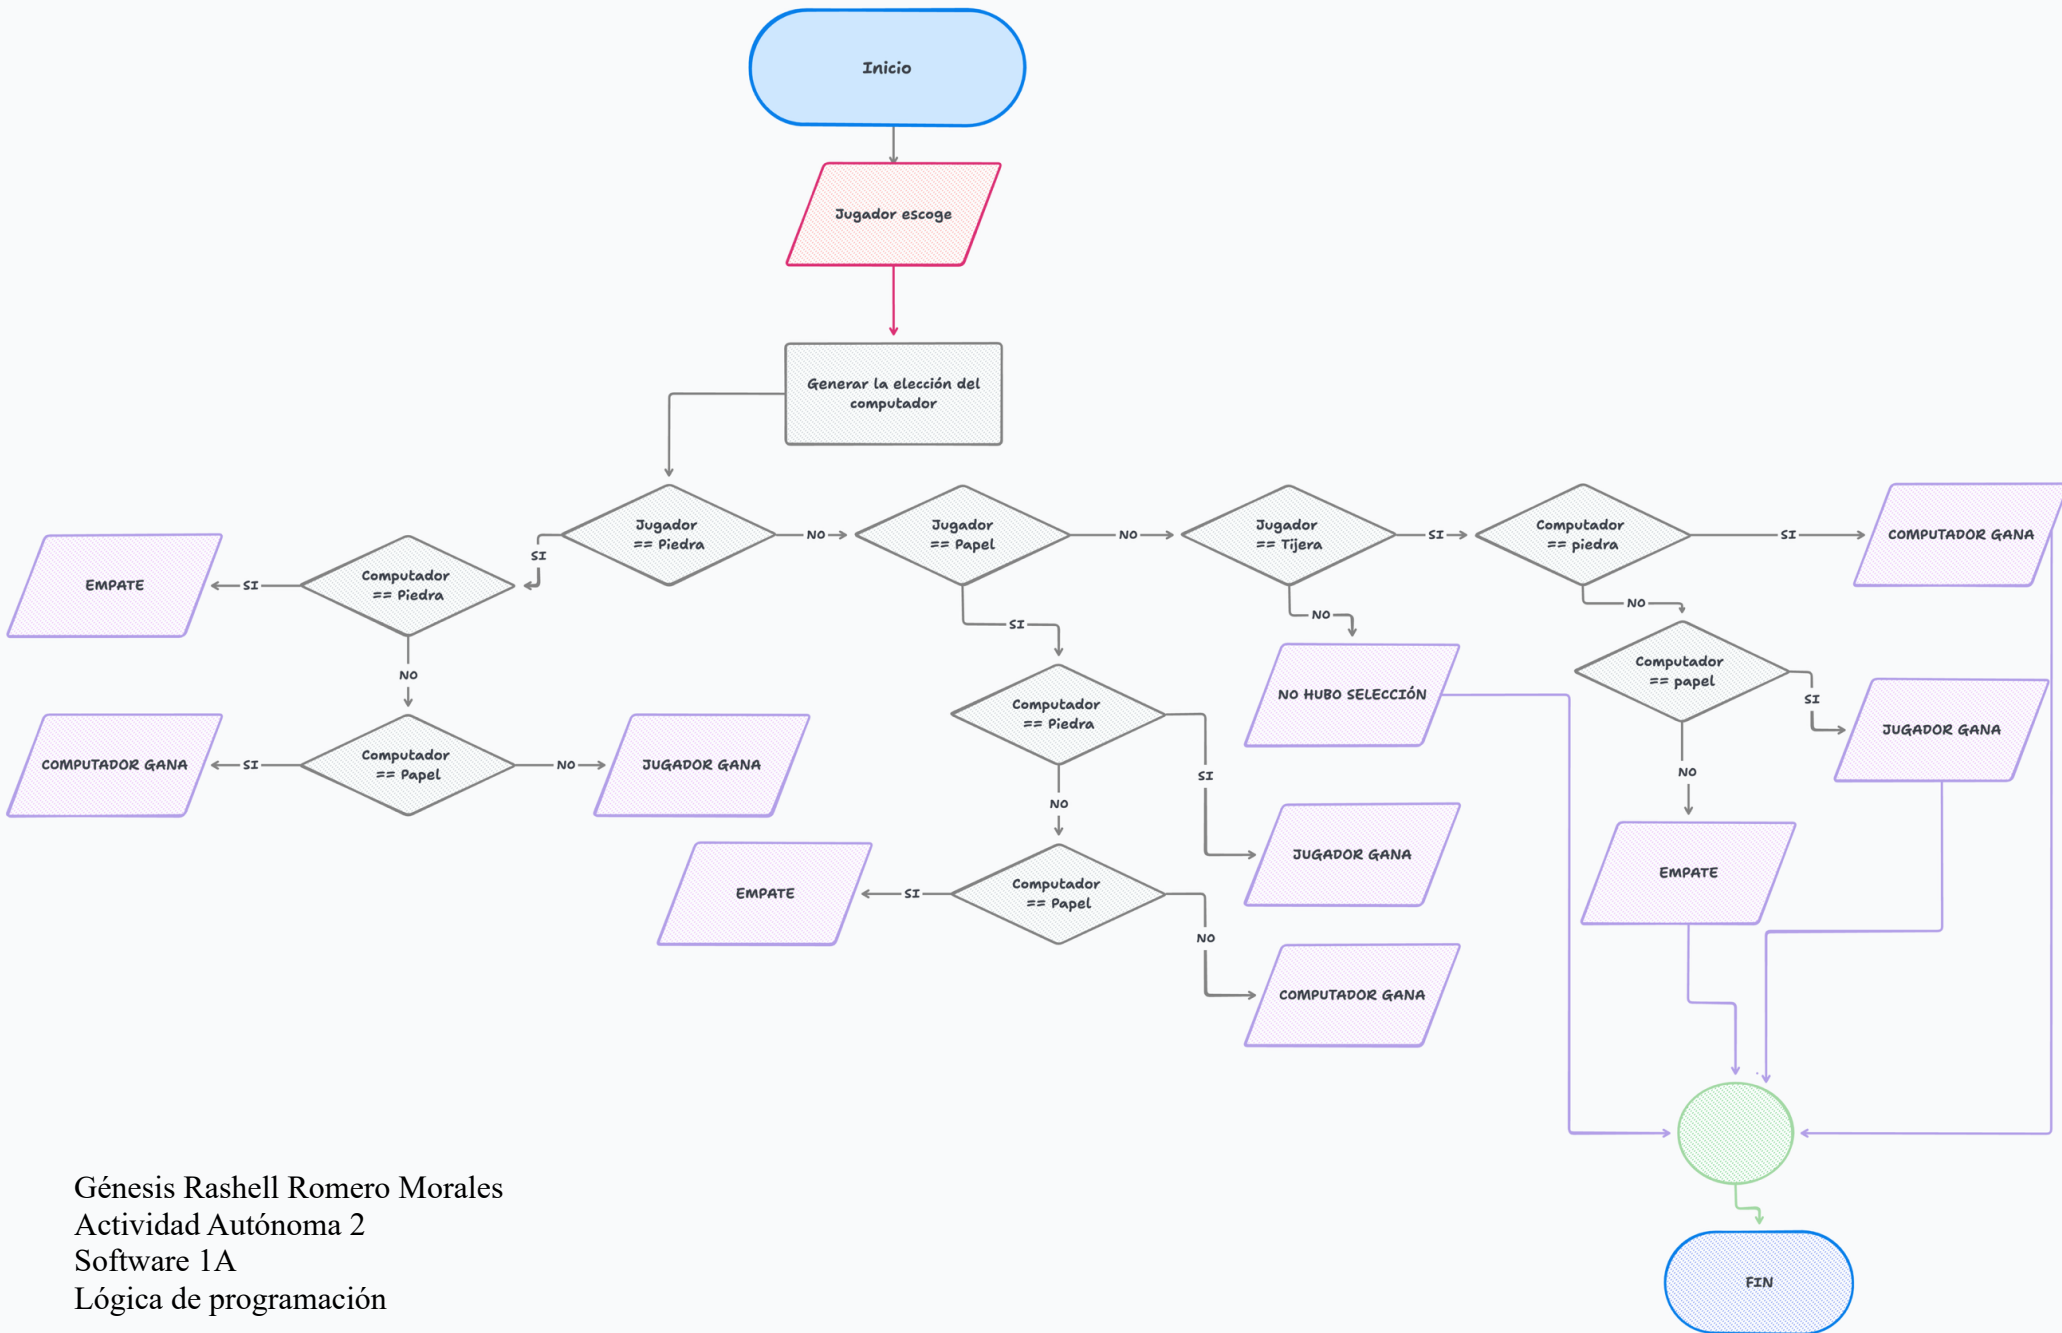 Inicio
Jugador escoge
Generar la elección del
computador
Jugador
== Piedra
SI
NO
Jugador
== Papel
NO
Jugador
== Tijera
SI
Computador
== piedra
SI
COMPUTADOR GANA
EMPATE
SI
Computador
== Piedra
NO
COMPUTADOR GANA
SI
Computador
== Papel
NO
JUGADOR GANA
SI
Computador
== Piedra
SI
JUGADOR GANA
NO
Computador
== Papel
SI
EMPATE
NO
COMPUTADOR GANA
NO
NO HUBO SELECCIÓN
NO
Computador
== papel
SI
JUGADOR GANA
NO
EMPATE
FIN
Génesis Rashell Romero Morales
Actividad Autónoma 2
Software 1A
Lógica de programación